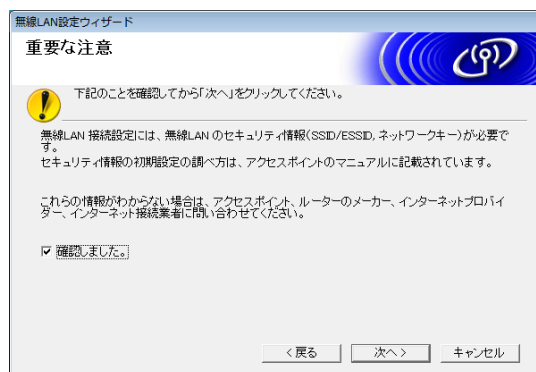 無線LAN設定ウィザード
重要な注意
下記のことを確認してから「次へ」をクリックしてください。
無線LAN 接続設定には、無線LAN のセキュリティ情報(SSID/ESSID, ネットワークキー)が必要で
す。
セキュリティ情報の初期設定の調べ方は、アクセスポイントのマニュアルに記載されています。
これらの情報がわからない場合は、アクセスポイント、ルーターのメーカー、インターネットプロバイ
ダー、インターネット接続業者に問い合わせてください。
確認しました。
< 戻る
次へ >
キャンセル